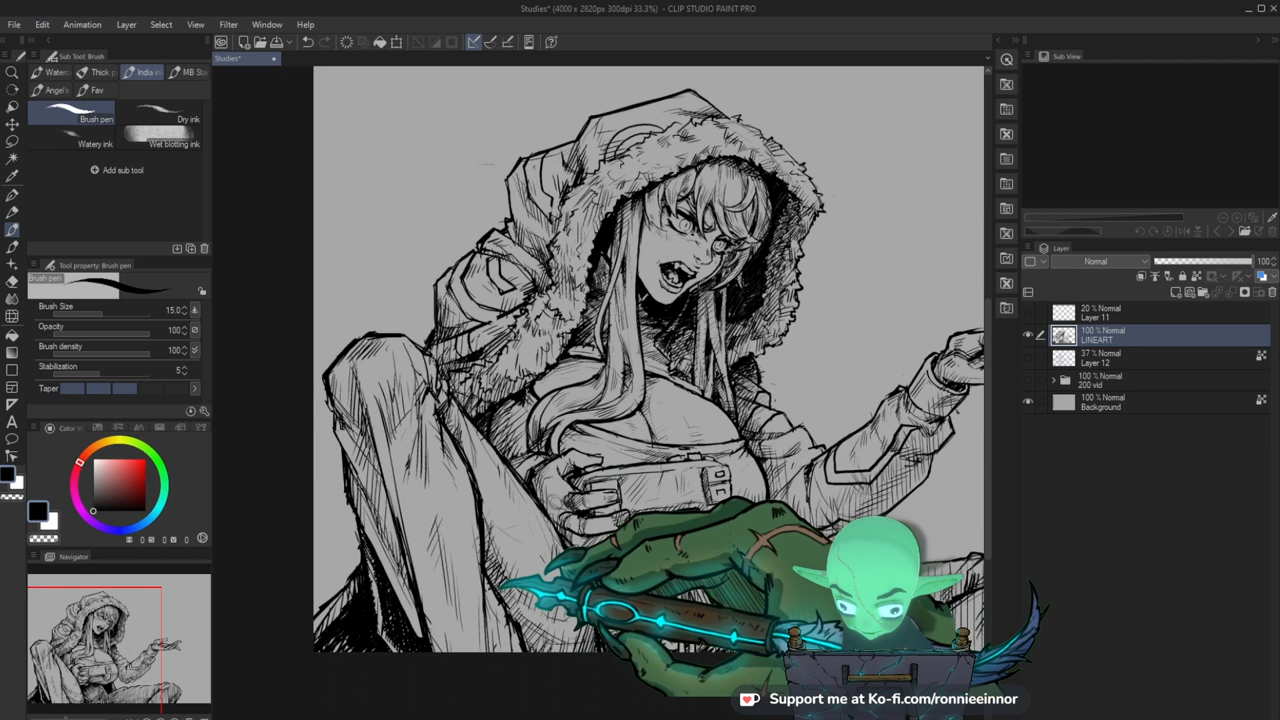 Studies* (4000 x 2820px 300dpi 33.3%) - CLIP STUDIO PAINT PRO
File Edit Animation Layer Select View Filter Window Help
Sub Tool: Brush
Studies*
Sub View
Thick p India in MB Sta
Angel's Fav
Brush pen Dry ink
Watery ink Wet blotting ink
Add sub tool
Tool property: Brush pen
Brush pen
Brush Size 15.0
Opacity 100
Brush density 100
Stabilization 5
Taper
Navigator
Layer
Normal 100
20 % Normal
Layer 11
100 % Normal
LINEART
37 % Normal
Layer 12
100 % Normal
200 vid
100 % Normal
Background
Support me at Ko-fi.com/ronnieeinnor